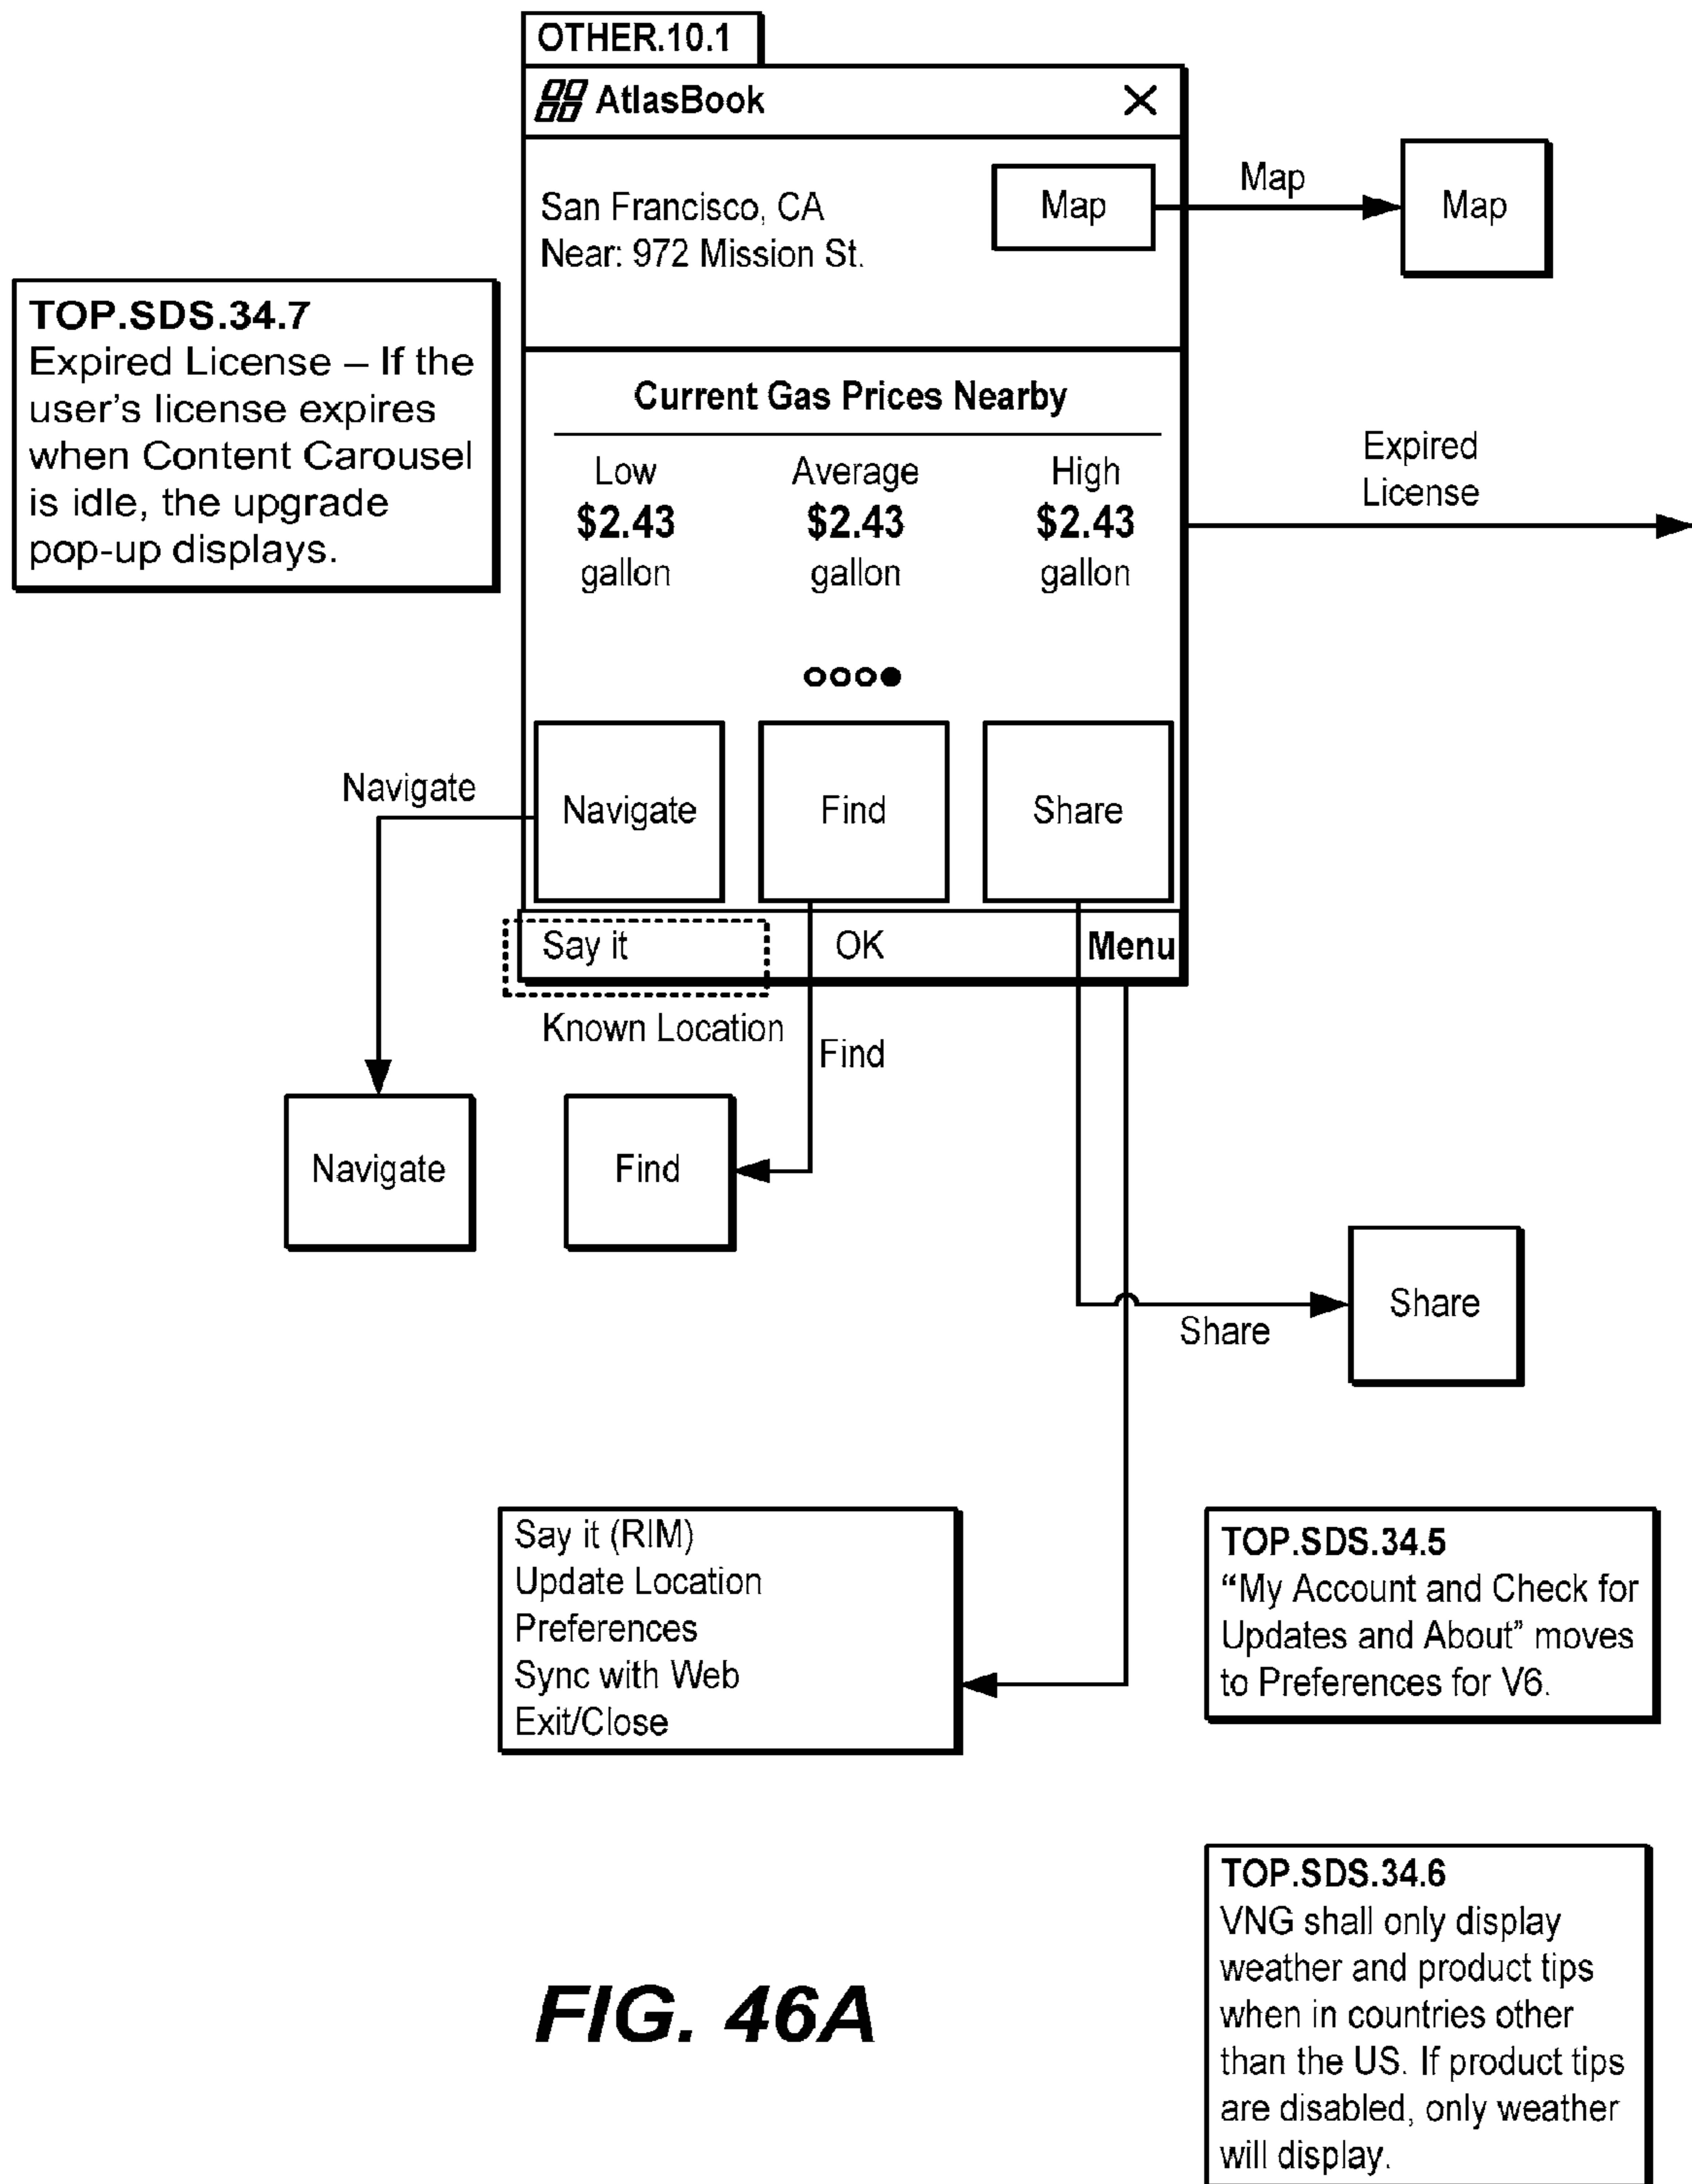 OTHER.10.1
AtlasBook
San Francisco, CA
Near: 972 Mission St.
Map
Map
Map
TOP.SDS.34.7
Expired License – If the
user's license expires
when Content Carousel
is idle, the upgrade
pop-up displays.
Current Gas Prices Nearby
Low Average High
$2.43 $2.43 $2.43
gallon gallon gallon
Expired
License
Navigate
Navigate Find Share
Say it OK Menu
Known Location
Find
Navigate
Find
Share
Share
Say it (RIM)
Update Location
Preferences
Sync with Web
Exit/Close
TOP.SDS.34.5
“My Account and Check for
Updates and About” moves
to Preferences for V6.
TOP.SDS.34.6
VNG shall only display
weather and product tips
when in countries other
than the US. If product tips
are disabled, only weather
will display.
FIG. 46A